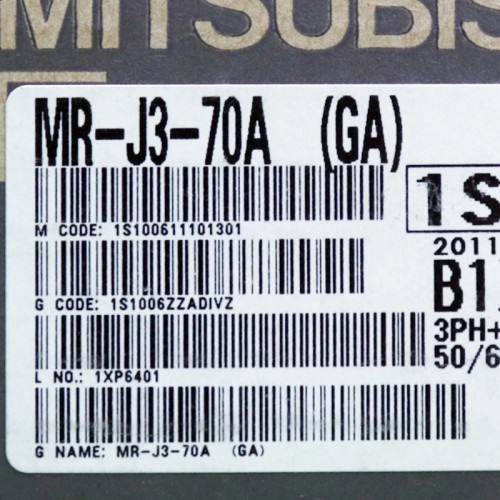 MITSUBIS
MR-J3-70A (GA)
1S
M CODE: 1S100611101301
2011
G CODE: 1S1006ZZADIVZ
B1
3PH+
50/6
L NO.: 1XP6401
G NAME: MR-J3-70A (GA)